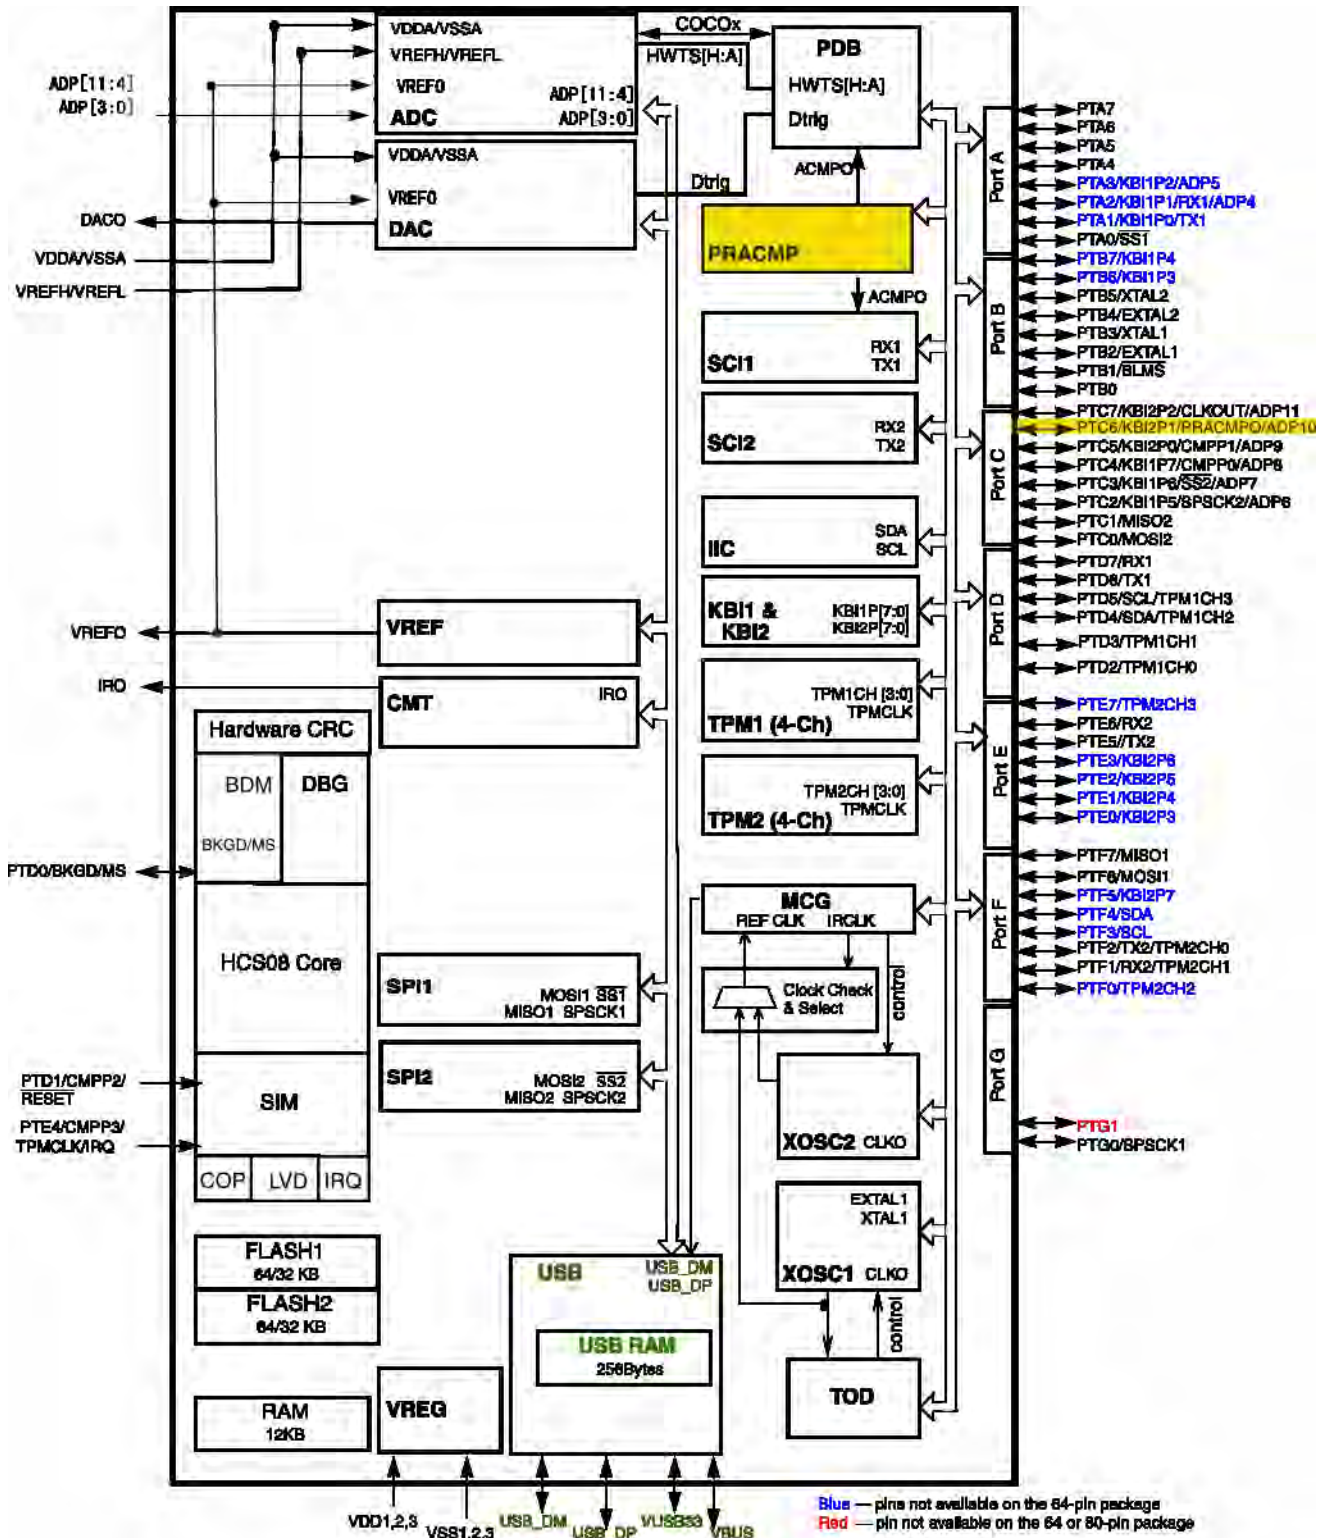 VDDA/VSSA
VREFH/VREFL
VREFO
ADP[11:4]
ADP[3:0]
ADC
COCOx
HWTS[H:A]
PDB
HWTS[H:A]
Dtrig
ADP[11:4]
ADP[3:0]
VDDA/VSSA
VREFO
DAC
Dtrig
ACMPO
DACO
VDDA/VSSA
VREFH/VREFL
PRACMP
ACMPO
SCI1
RX1
TX1
SCI2
RX2
TX2
IIC
SDA
SCL
KBI1 &
KBI2
KBI1P[7:0]
KBI2P[7:0]
VREFO
VREF
IRO
CMT
IRO
TPM1CH [3:0]
TPMCLK
TPM1 (4-Ch)
TPM2CH [3:0]
TPMCLK
TPM2 (4-Ch)
Hardware CRC
BDM
DBG
BKGD/MS
PTD0/BKGD/MS
HCS08 Core
MCG
REF CLK
IRCLK
Clock Check
& Select
control
SPI1
MOSI1 SS1
MISO1 SPSCK1
SPI2
MOSI2 SS2
MISO2 SPSCK2
PTD1/CMPP2/
RESET
PTE4/CMPP3/
TPMCLK/IRQ
SIM
COP
LVD
IRQ
XOSC2 CLKO
EXTAL1
XTAL1
XOSC1 CLKO
control
TOD
FLASH1
64/32 KB
FLASH2
64/32 KB
RAM
12KB
VREG
USB
USB_DM
USB_DP
USB RAM
256Bytes
VDD1,2,3
VSS1,2,3
USB_DM
USB_DP
VUSB33
VBUS
Port A
PTA7
PTA6
PTA5
PTA4
PTA3/KBI1P2/ADP5
PTA2/KBI1P1/RX1/ADP4
PTA1/KBI1P0/TX1
PTA0/SS1
Port B
PTB7/KBI1P4
PTB6/KBI1P3
PTB5/XTAL2
PTB4/EXTAL2
PTB3/XTAL1
PTB2/EXTAL1
PTB1/BLMS
PTB0
Port C
PTC7/KBI2P2/CLKOUT/ADP11
PTC6/KBI2P1/PRACMPO/ADP10
PTC5/KBI2P0/CMPP1/ADP9
PTC4/KBI1P7/CMPP0/ADP8
PTC3/KBI1P6/SS2/ADP7
PTC2/KBI1P5/SPSCK2/ADP6
PTC1/MISO2
PTC0/MOSI2
Port D
PTD7/RX1
PTD6/TX1
PTD5/SCL/TPM1CH3
PTD4/SDA/TPM1CH2
PTD3/TPM1CH1
PTD2/TPM1CH0
Port E
PTE7/TPM2CH3
PTE6/RX2
PTE5//TX2
PTE3/KBI2P6
PTE2/KBI2P5
PTE1/KBI2P4
PTE0/KBI2P3
Port F
PTF7/MISO1
PTF6/MOSI1
PTF5/KBI2P7
PTF4/SDA
PTF3/SCL
PTF2/TX2/TPM2CH0
PTF1/RX2/TPM2CH1
PTF0/TPM2CH2
Port G
PTG1
PTG0/SPSCK1
Blue — pins not available on the 64-pin package
Red — pin not available on the 64 or 80-pin package